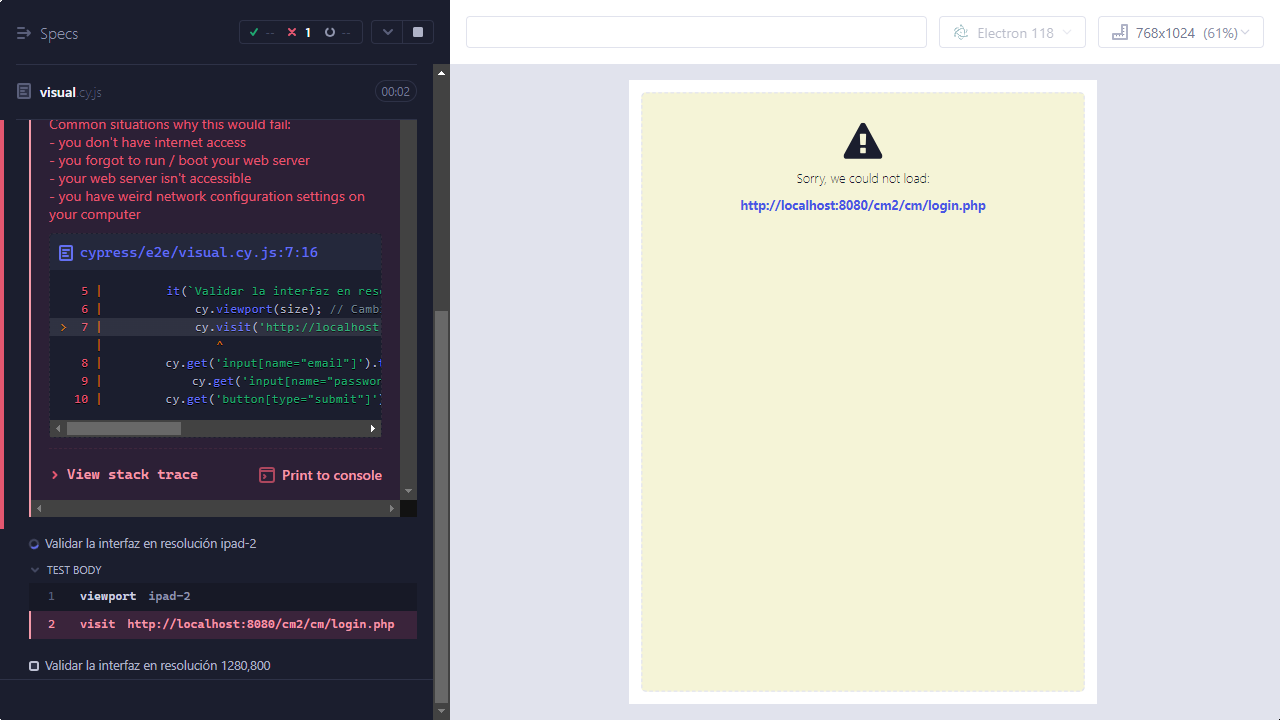 Specs
-- 1 --
Electron 118
768x1024 (61%)
visual.cy.js
00:02
Common situations why this would fail:
- you don't have internet access
- you forgot to run / boot your web server
- your web server isn't accessible
- you have weird network configuration settings on
your computer
cypress/e2e/visual.cy.js:7:16
5 | it(`Validar la interfaz en res
6 | cy.viewport(size); // Camb
> 7 | cy.visit('http://localhost
| ^
8 | cy.get('input[name="email"]').
9 | cy.get('input[name="passwor
10 | cy.get('button[type="submit"]'
View stack trace
Print to console
Validar la interfaz en resolución ipad-2
TEST BODY
1 viewport ipad-2
2 visit http://localhost:8080/cm2/cm/login.php
Validar la interfaz en resolución 1280,800
Sorry, we could not load:
http://localhost:8080/cm2/cm/login.php